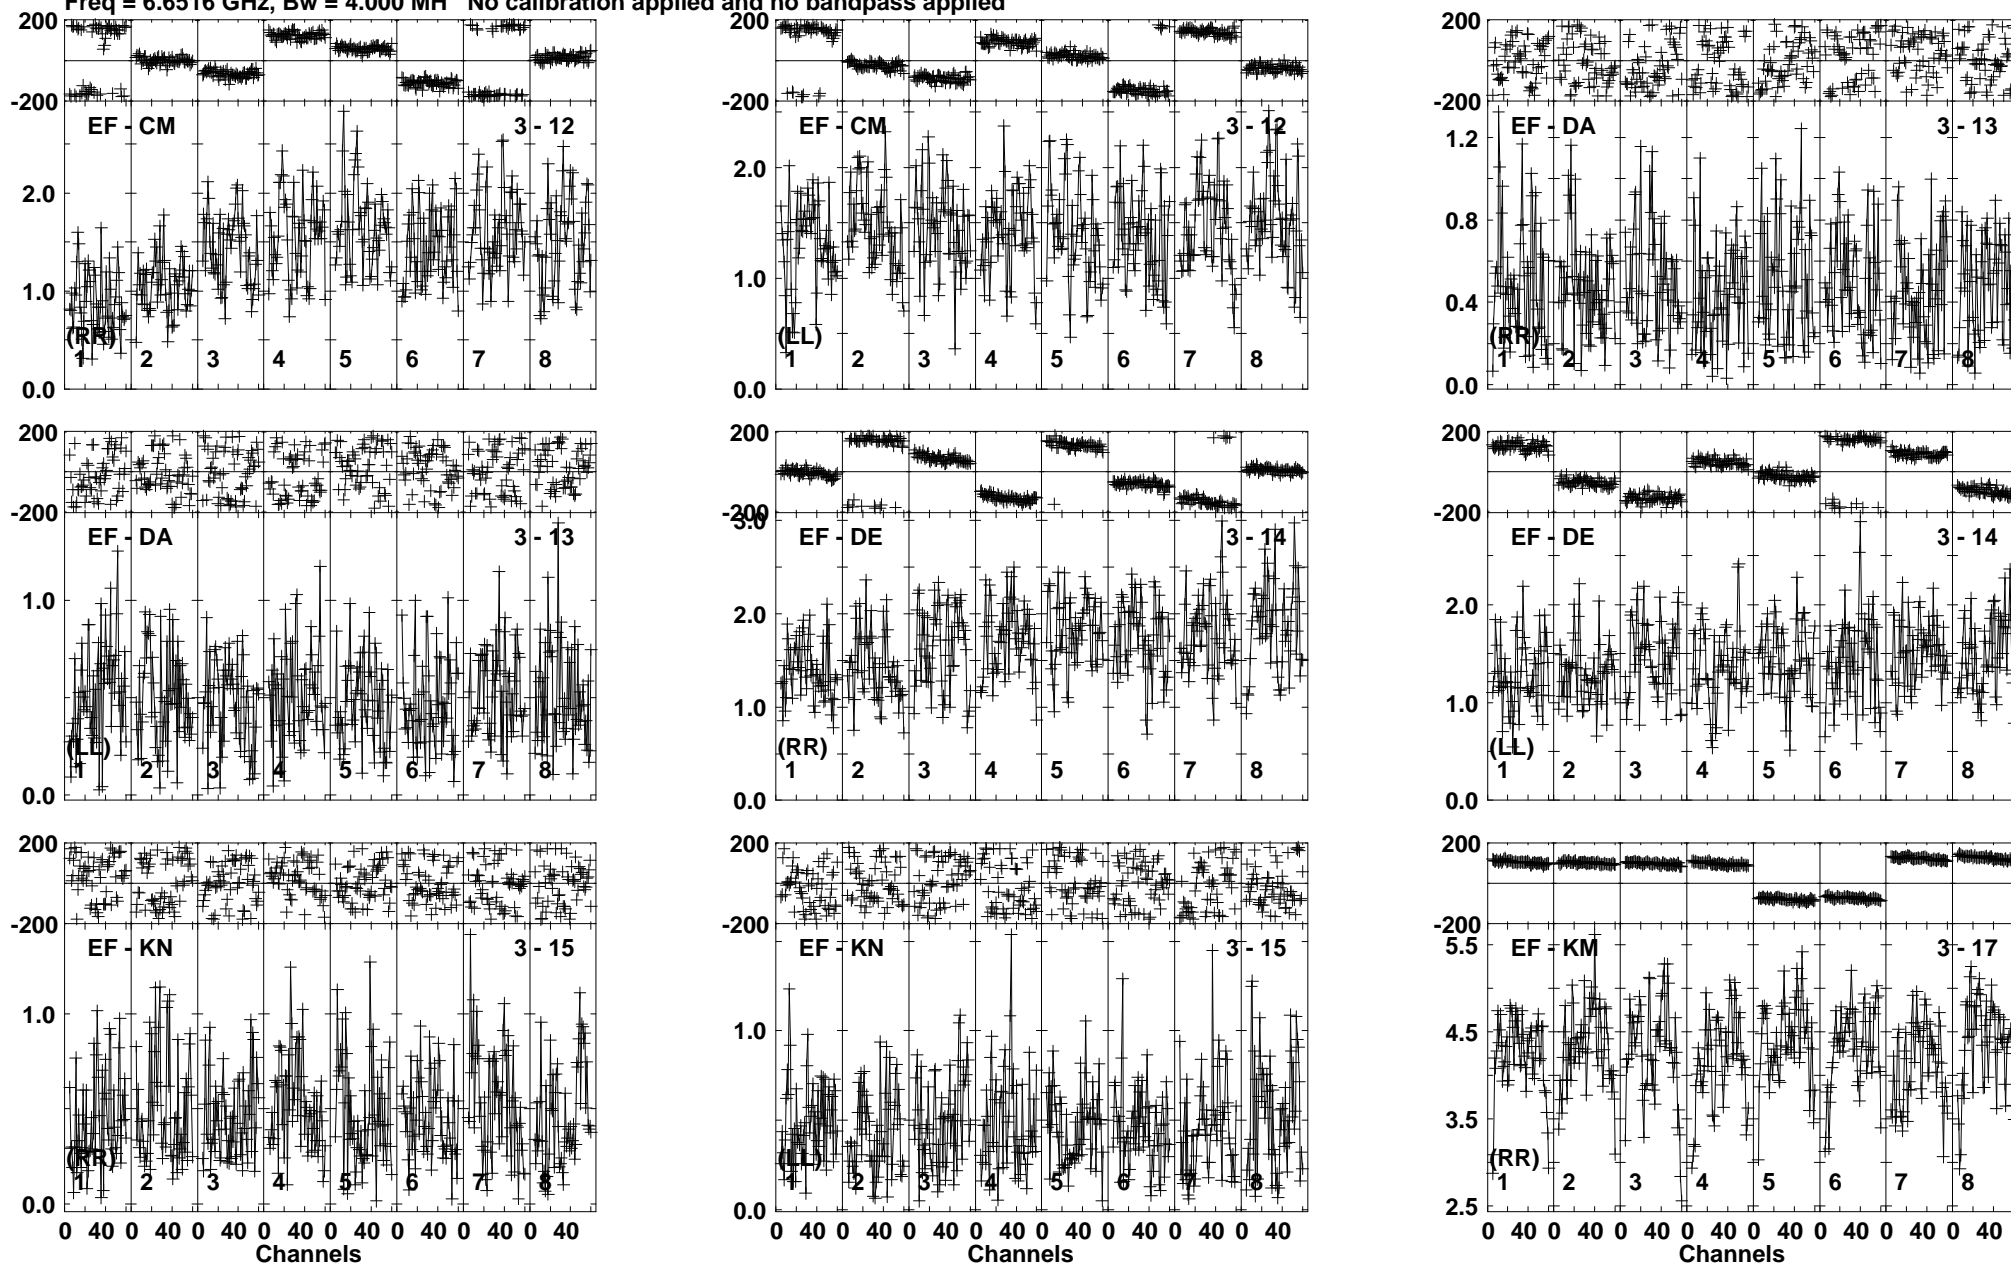 Freq = 6.6516 GHz, Bw = 4.000 MH No calibration applied and no bandpass applied
200
-200
EF - CM 3 - 12
2.0
1.0
0.0
(RR)
1 2 3 4 5 6 7 8
200
-200
EF - CM 3 - 12
2.0
1.0
0.0
(LL)
1 2 3 4 5 6 7 8
200
-200
EF - DA 3 - 13
1.2
0.8
0.4
0.0
(RR)
1 2 3 4 5 6 7 8
200
-200
EF - DA 3 - 13
1.0
0.0
(LL)
1 2 3 4 5 6 7 8
200
-200
3.0
EF - DE 3 - 14
2.0
1.0
0.0
(RR)
1 2 3 4 5 6 7 8
200
-200
EF - DE 3 - 14
2.0
1.0
0.0
(LL)
1 2 3 4 5 6 7 8
200
-200
EF - KN 3 - 15
1.0
0.0
(RR)
1 2 3 4 5 6 7 8
0 40 0 40 0 40 0 40 0 40 0 40 0 40 0 40
Channels
200
-200
EF - KN 3 - 15
1.0
0.0
(LL)
1 2 3 4 5 6 7 8
0 40 0 40 0 40 0 40 0 40 0 40 0 40 0 40
Channels
200
-200
EF - KM 3 - 17
5.5
4.5
3.5
2.5
(RR)
1 2 3 4 5 6 7 8
0 40 0 40 0 40 0 40 0 40 0 40 0 40 0 40
Channels